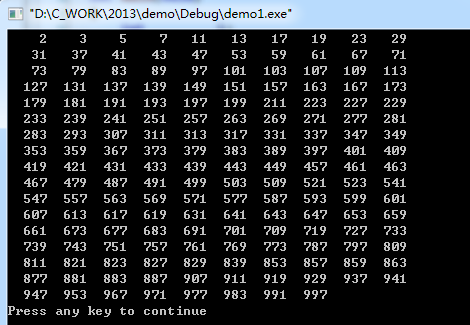 "D:\C_WORK\2013\demo\Debug\demo1.exe"
2 3 5 7 11 13 17 19 23 29
31 37 41 43 47 53 59 61 67 71
73 79 83 89 97 101 103 107 109 113
127 131 137 139 149 151 157 163 167 173
179 181 191 193 197 199 211 223 227 229
233 239 241 251 257 263 269 271 277 281
283 293 307 311 313 317 331 337 347 349
353 359 367 373 379 383 389 397 401 409
419 421 431 433 439 443 449 457 461 463
467 479 487 491 499 503 509 521 523 541
547 557 563 569 571 577 587 593 599 601
607 613 617 619 631 641 643 647 653 659
661 673 677 683 691 701 709 719 727 733
739 743 751 757 761 769 773 787 797 809
811 821 823 827 829 839 853 857 859 863
877 881 883 887 907 911 919 929 937 941
947 953 967 971 977 983 991 997
Press any key to continue